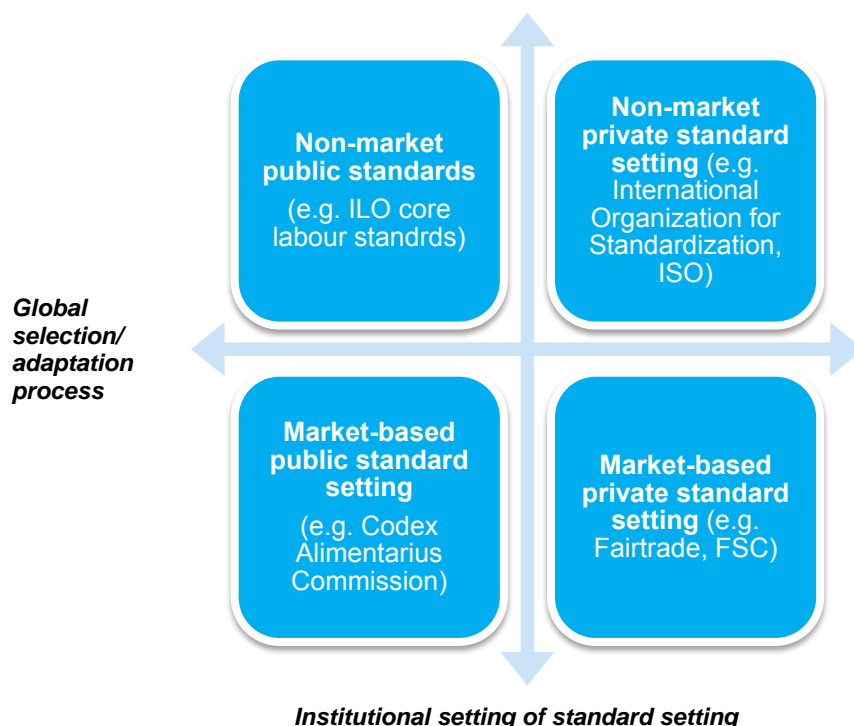 Non-market
public standards
(e.g. ILO core
labour standrds)
Non-market
private standard
setting (e.g.
International
Organization for
Standardization,
ISO)
Global
selection/
adaptation
process
Market-based
public standard
setting
(e.g. Codex
Alimentarius
Commission)
Market-based
private standard
setting (e.g.
Fairtrade, FSC)
Institutional setting of standard setting